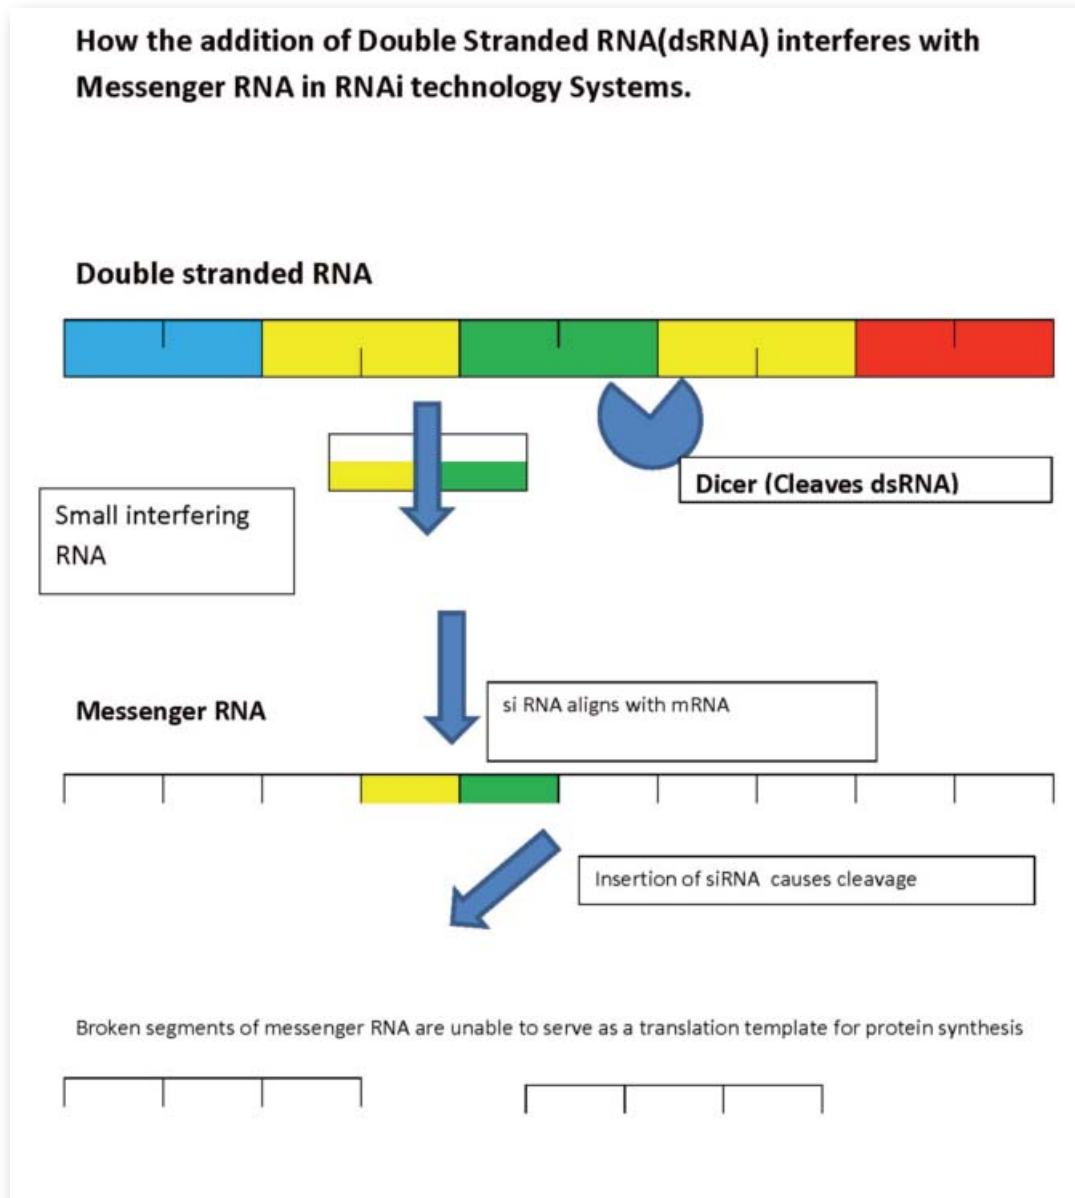 How the addition of Double Stranded RNA(dsRNA) interferes with
Messenger RNA in RNAi technology Systems.
Double stranded RNA
Dicer (Cleaves dsRNA)
Small interfering
RNA
Messenger RNA
si RNA aligns with mRNA
Insertion of siRNA  causes cleavage
Broken segments of messenger RNA are unable to serve as a translation template for protein synthesis